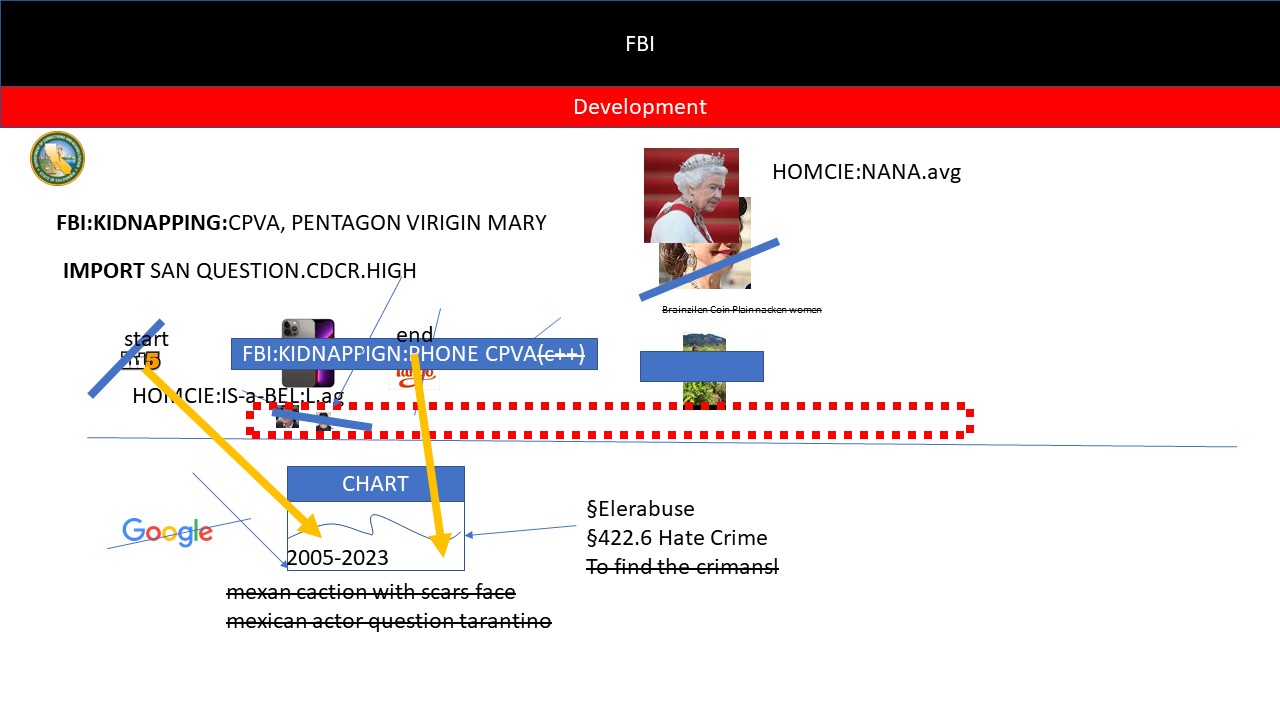 FBI
Development
HOMCIE:NANA.avg
FBI:KIDNAPPING:CPVA, PENTAGON VIRIGIN MARY
IMPORT SAN QUESTION.CDCR.HIGH
Brainzilen Coin Plain nacken women
start
end
FBI:KIDNAPPIGN:PHONE CPVA(c++)
HOMCIE:IS-a-BEL:L.ag
CHART
Google
2005-2023
§Elerabuse
§422.6 Hate Crime
To find the crimansl
mexan caction with scars face
mexican actor question tarantino